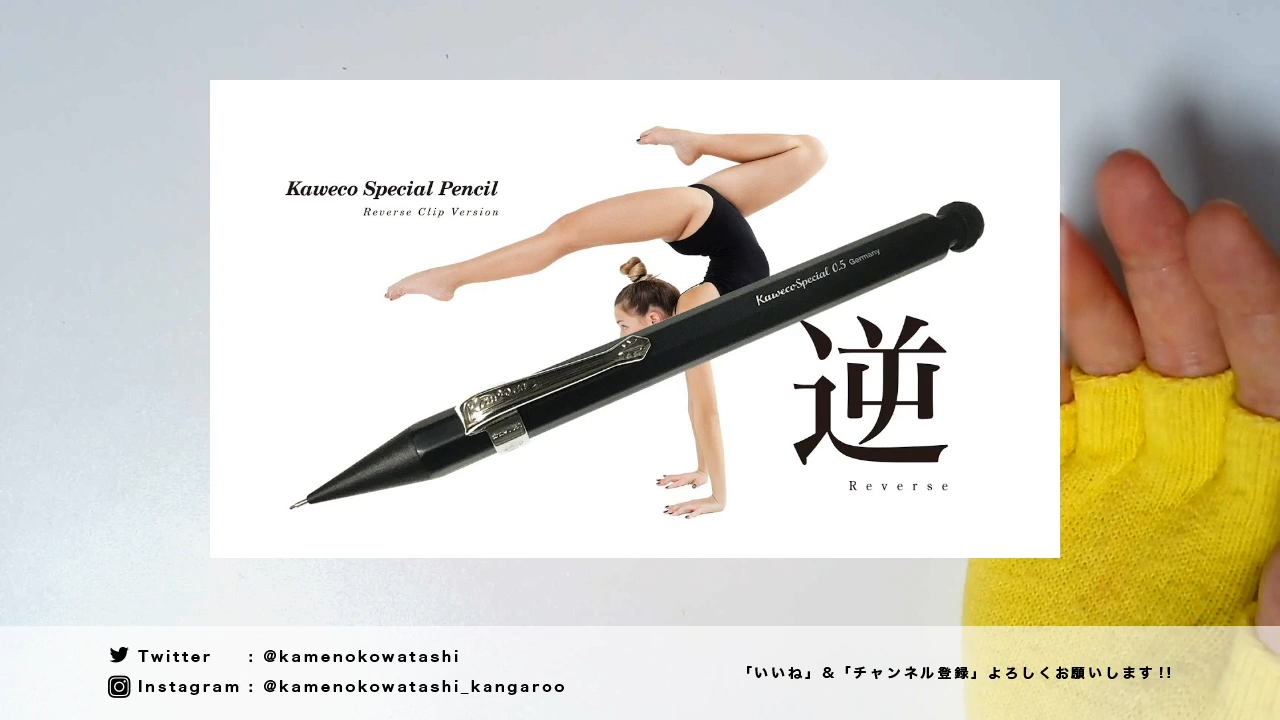 Kaweco Special Pencil
Reverse Clip Version
KawecoSpecial 0.5 Germany
逆
Reverse
Twitter : @kamenokowatashi
Instagram : @kamenokowatashi_kangaroo
「いいね」&「チャンネル登録」よろしくお願いします!!